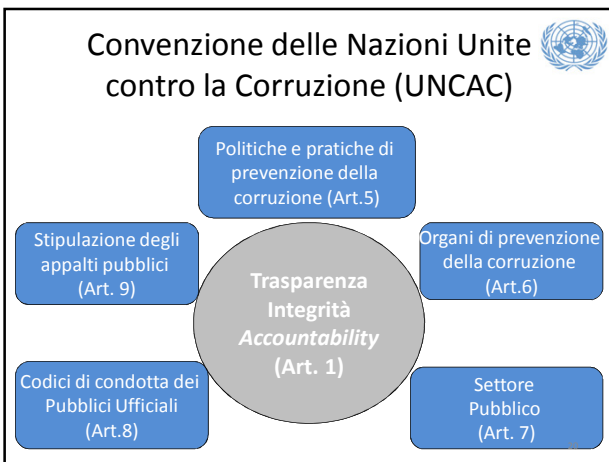 Convenzione delle Nazioni Unite
contro la Corruzione (UNCAC)
Politiche e pratiche di
prevenzione della
corruzione (Art.5)
Stipulazione degli
appalti pubblici
(Art. 9)
Organi di prevenzione
della corruzione
(Art.6)
Trasparenza
Integrità
Accountability
(Art. 1)
Codici di condotta dei
Pubblici Ufficiali
(Art.8)
Settore
Pubblico
(Art. 7)